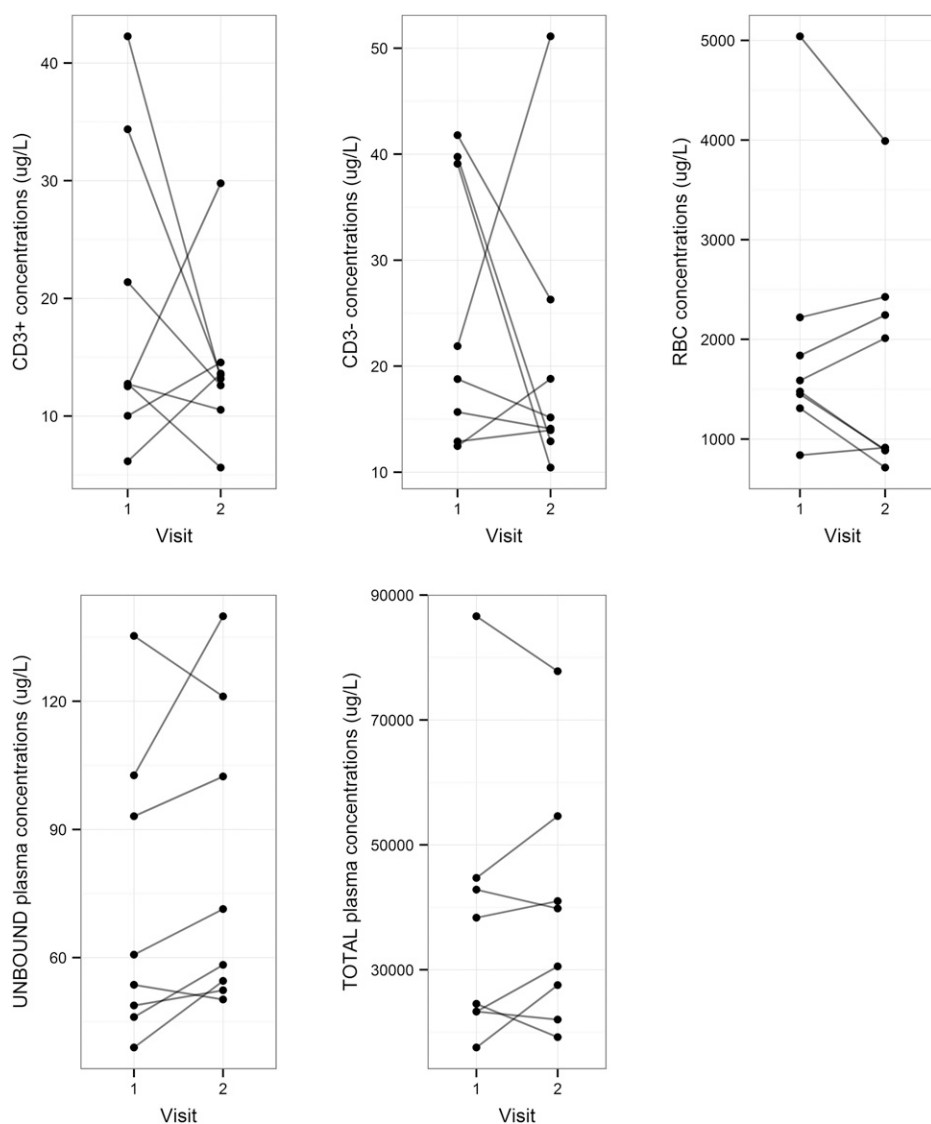 CD3+ concentrations (ug/L)
40
30
20
10
1 2
Visit
CD3- concentrations (ug/L)
50
40
30
20
10
1 2
Visit
RBC concentrations (ug/L)
5000
4000
3000
2000
1000
1 2
Visit
UNBOUND plasma concentrations (ug/L)
120
90
60
1 2
Visit
TOTAL plasma concentrations (ug/L)
90000
70000
50000
30000
1 2
Visit